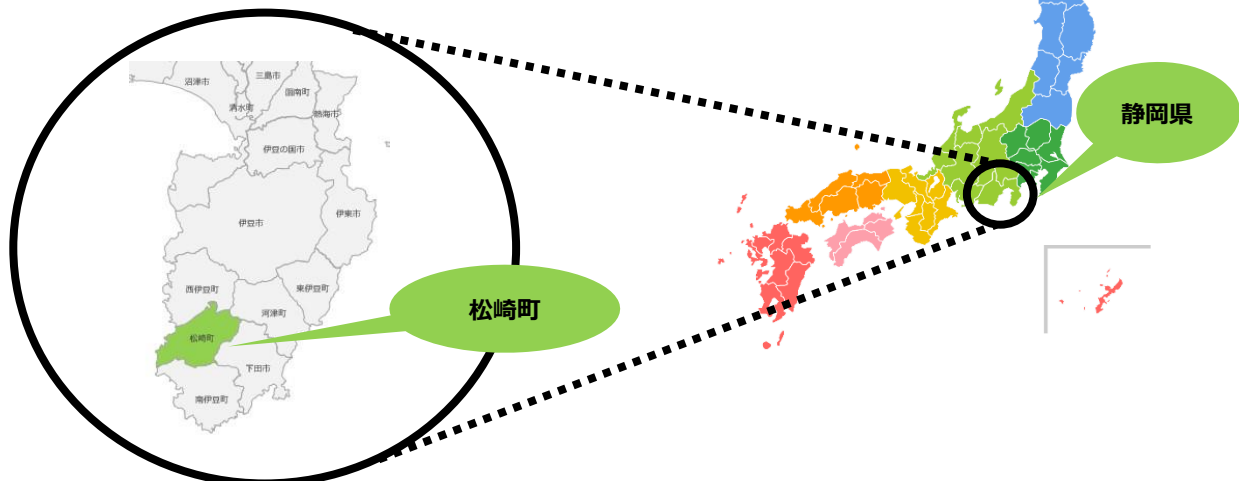 静岡県
沼津市
三島市
函南町
清水町
熱海市
伊豆の国市
伊豆市
伊東市
西伊豆町
東伊豆町
河津町
松崎町
松崎町
下田市
南伊豆町